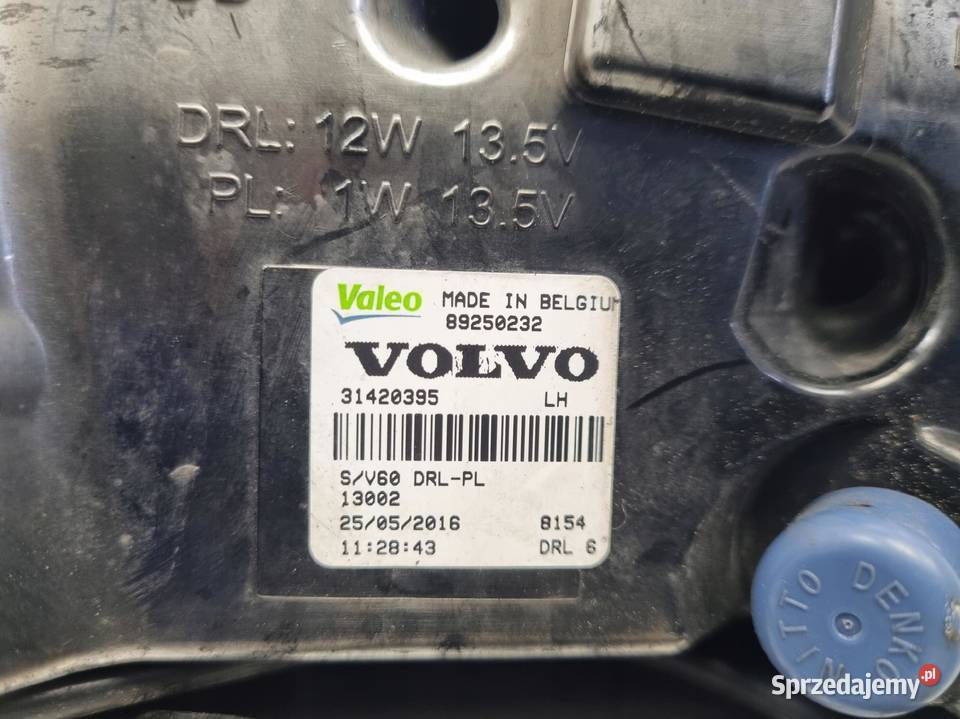 DRL: 12W 13.5V
PL: 1W 13.5V
Valeo MADE IN BELGIUM
89250232
VOLVO
31420395 LH
S/V60 DRL-PL
13002
25/05/2016 8154
11:28:43 DRL 6
NITTO DENKO
Sprzedajemy.pl